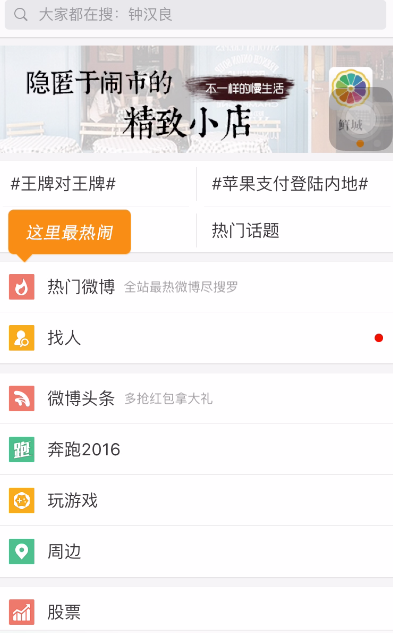 大家都在搜：钟汉良
隐匿于闹市的
不一样的慢生活
精致小店
鲜城
#王牌对王牌#
#苹果支付登陆内地#
这里最热闹
热门话题
热门微博 全站最热微博尽搜罗
找人
微博头条 多抢红包拿大礼
跑 奔跑2016
玩游戏
周边
股票